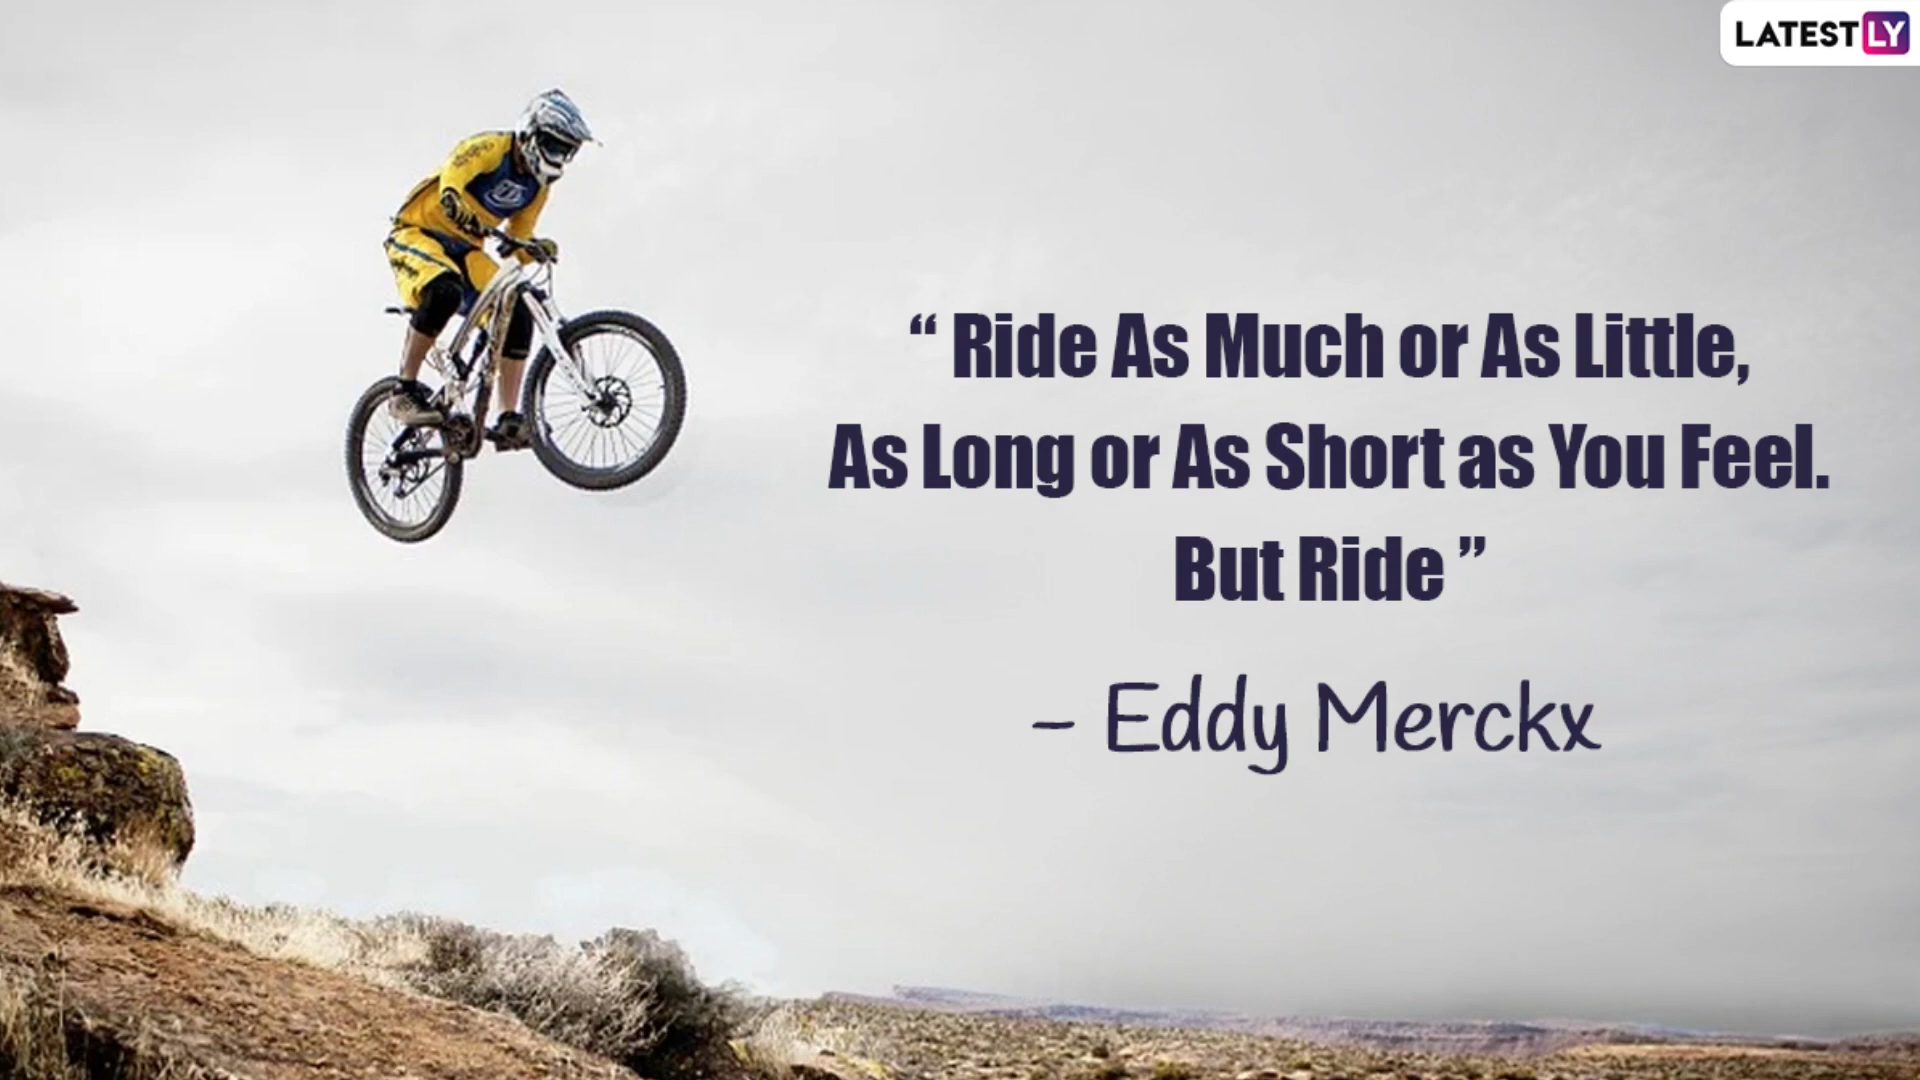 LATESTLY
“ Ride As Much or As Little,
As Long or As Short as You Feel.
But Ride ”
– Eddy Merckx